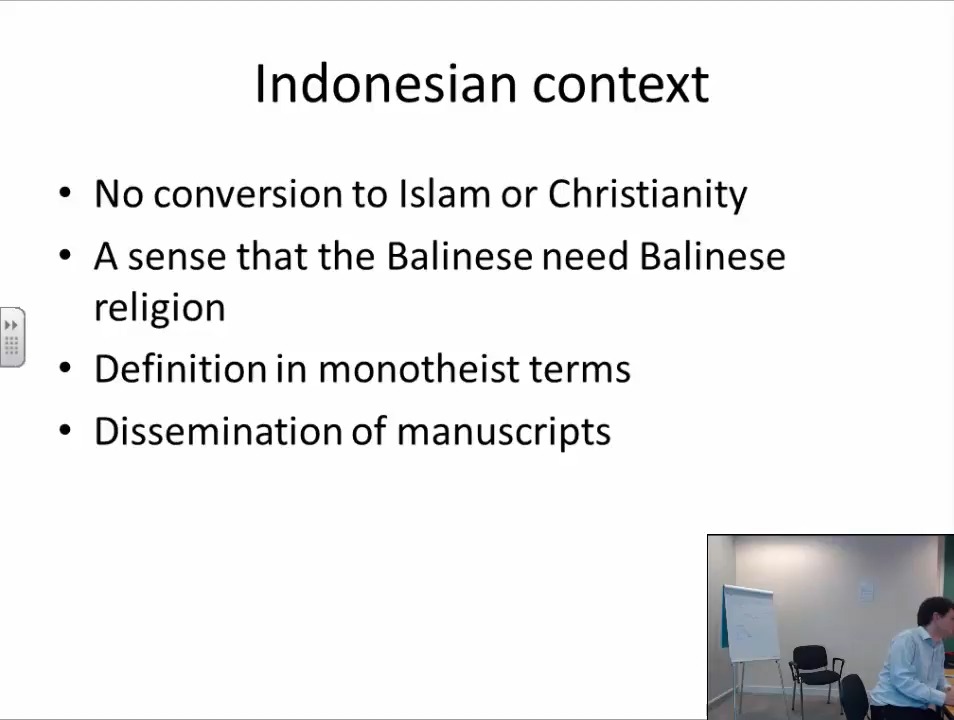 Indonesian context
• No conversion to Islam or Christianity
• A sense that the Balinese need Balinese
religion
• Definition in monotheist terms
• Dissemination of manuscripts